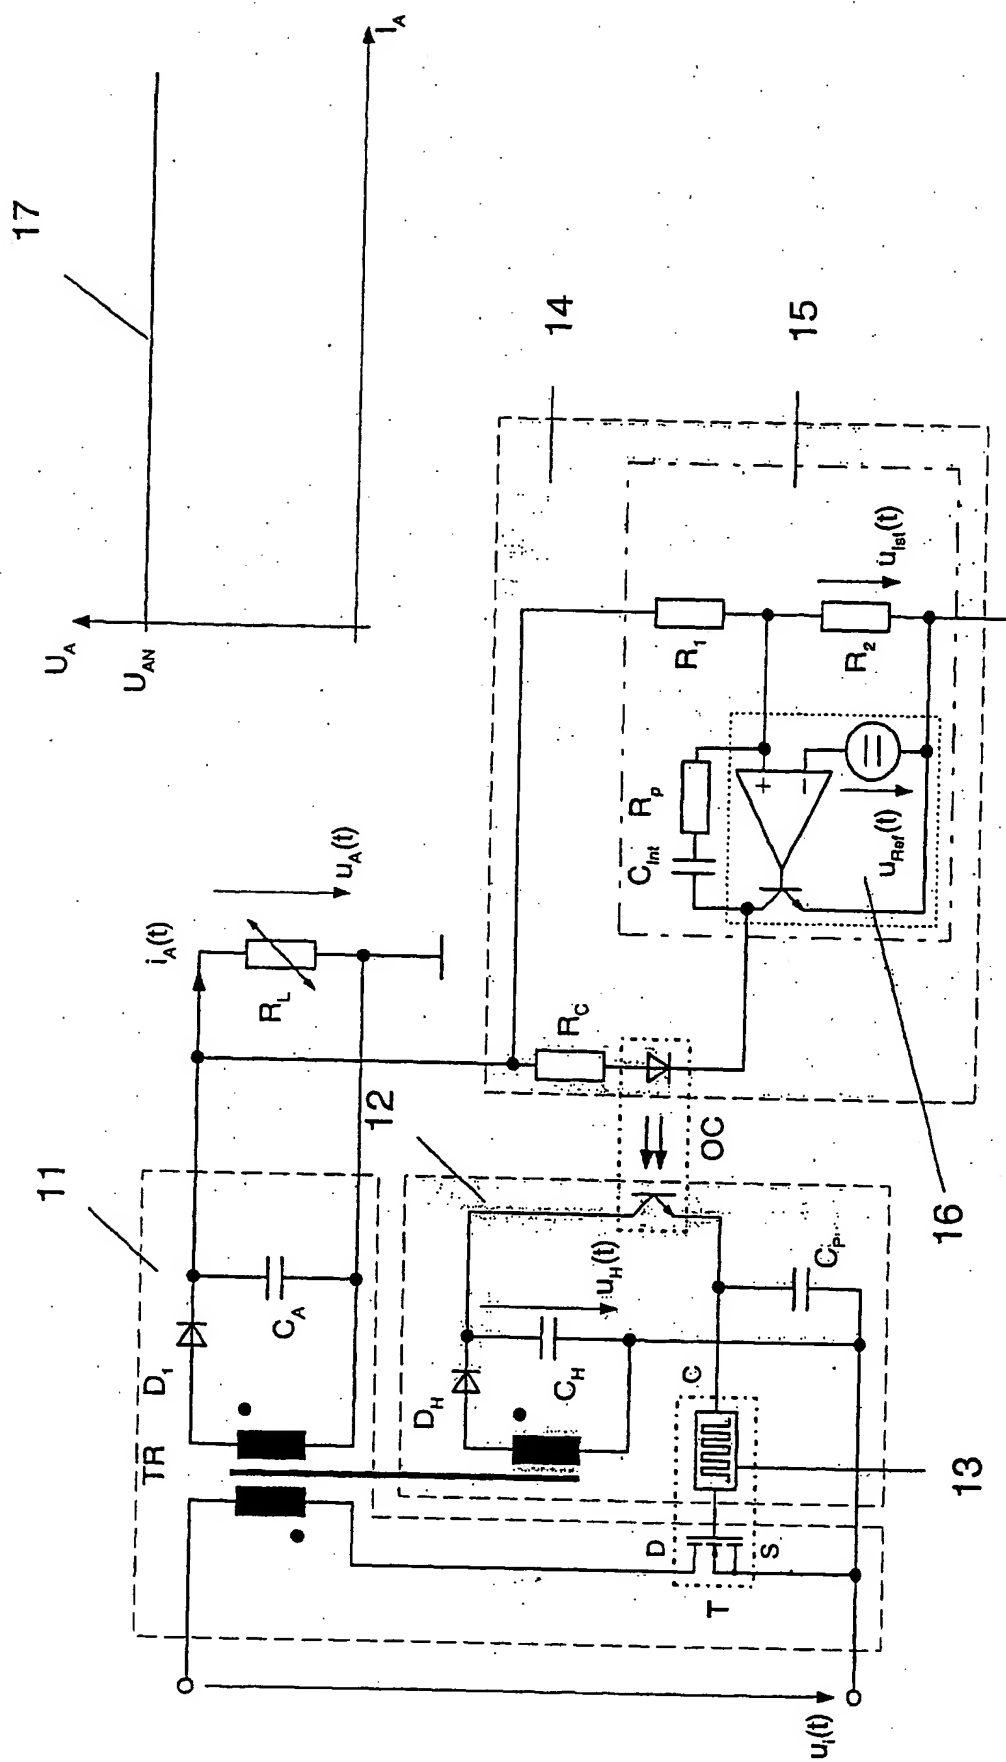 17
U_A
U_AN
I_A
11
TR
D_1
C_A
i_A(t)
R_L
u_A(t)
12
D_H
C_H
u_H(t)
14
15
R_C
OC
C_Int
R_p
R_1
R_2
u_Ist(t)
+
−
=
u_Ref(t)
16
C_P
C
D
S
T
13
u_i(t)